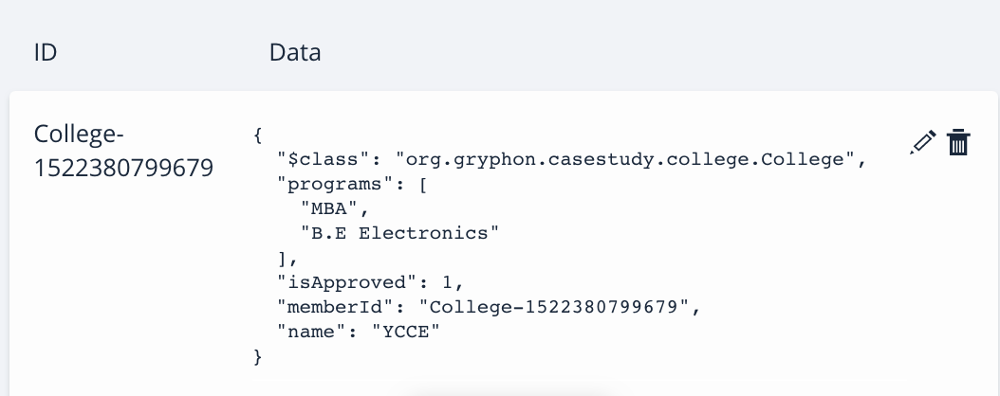 ID Data
College-
1522380799679
{
"$class": "org.gryphon.casestudy.college.College",
"programs": [
"MBA",
"B.E Electronics"
],
"isApproved": 1,
"memberId": "College-1522380799679",
"name": "YCCE"
}